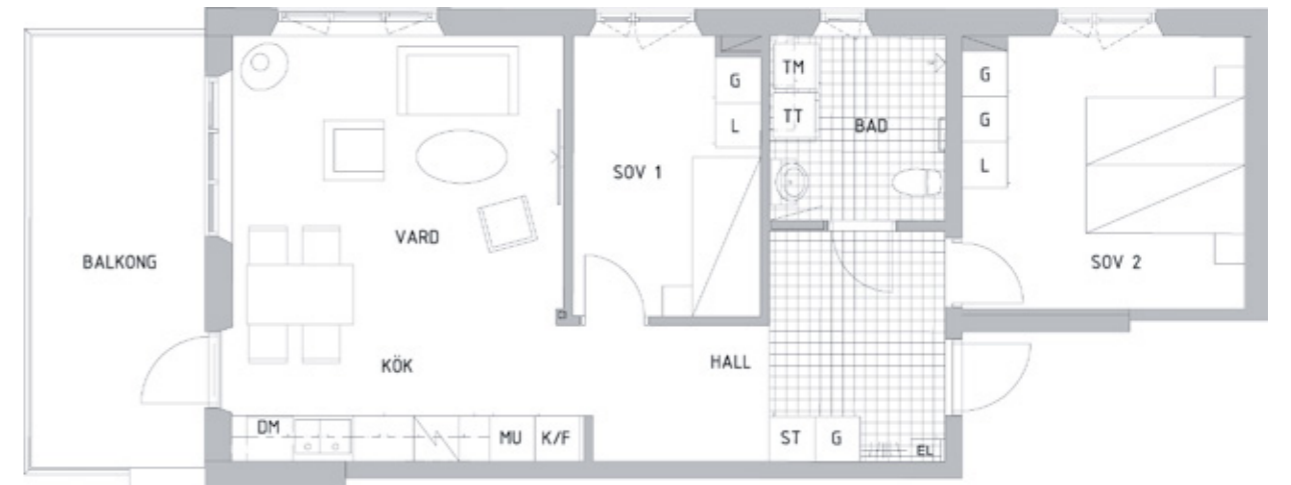 G
L
TM
TT
BAD
G
G
L
SOV 1
VARD
BALKONG
SOV 2
KÖK
HALL
DM
MU
K/F
ST
G
EL